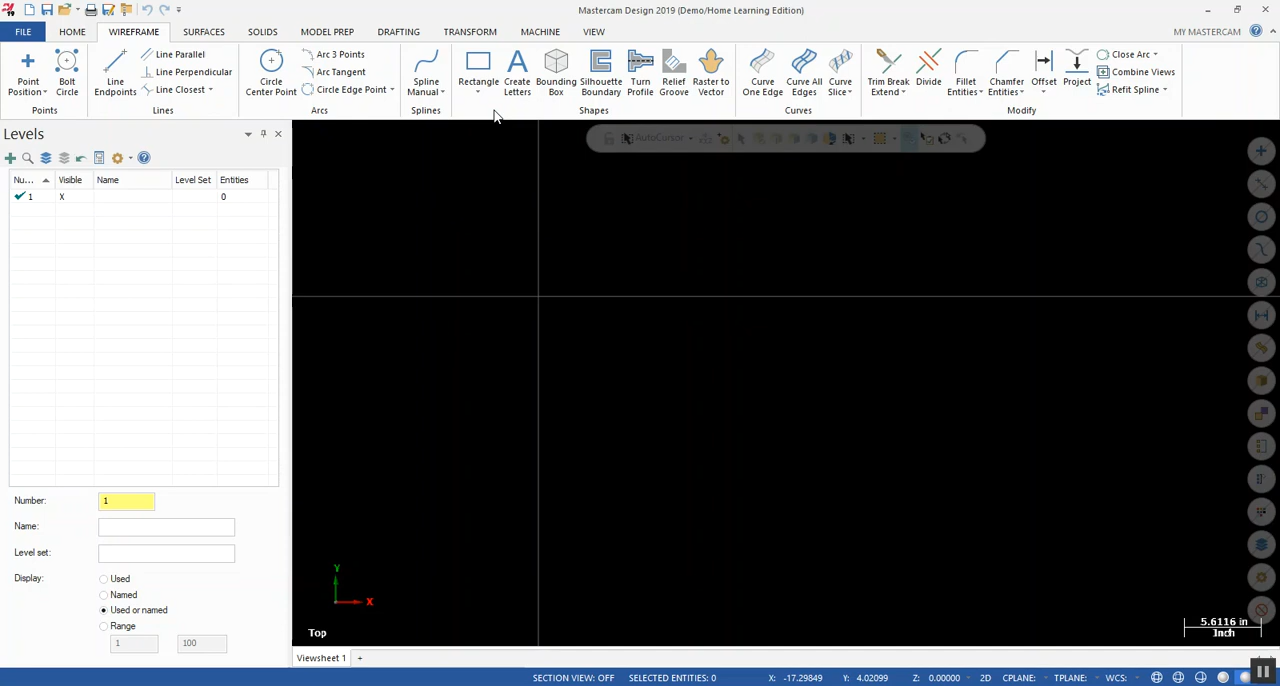 Mastercam Design 2019 (Demo/Home Learning Edition)
FILE HOME WIREFRAME SURFACES SOLIDS MODEL PREP DRAFTING TRANSFORM MACHINE VIEW MY MASTERCAM
Point Position
Bolt Circle
Points
Line Endpoints
Line Parallel
Line Perpendicular
Line Closest
Lines
Circle Center Point
Arc 3 Points
Arc Tangent
Circle Edge Point
Arcs
Spline Manual
Splines
Rectangle
Create Letters
Bounding Box
Silhouette Boundary
Turn Profile
Relief Groove
Raster to Vector
Shapes
Curve One Edge
Curve All Edges
Curve Slice
Curves
Trim Break Extend
Divide
Fillet Entities
Chamfer Entities
Offset
Project
Close Arc
Combine Views
Refit Spline
Modify
Levels
AutoCursor
Nu... Visible Name Level Set Entities
1 X 0
Number: 1
Name:
Level set:
Display: Used
Named
Used or named
Range
1 100
Y
X
Top
5.6116 in
Inch
Viewsheet 1 +
SECTION VIEW: OFF SELECTED ENTITIES: 0 X: -17.29849 Y: 4.02099 Z: 0.00000 2D CPLANE: TPLANE: WCS: